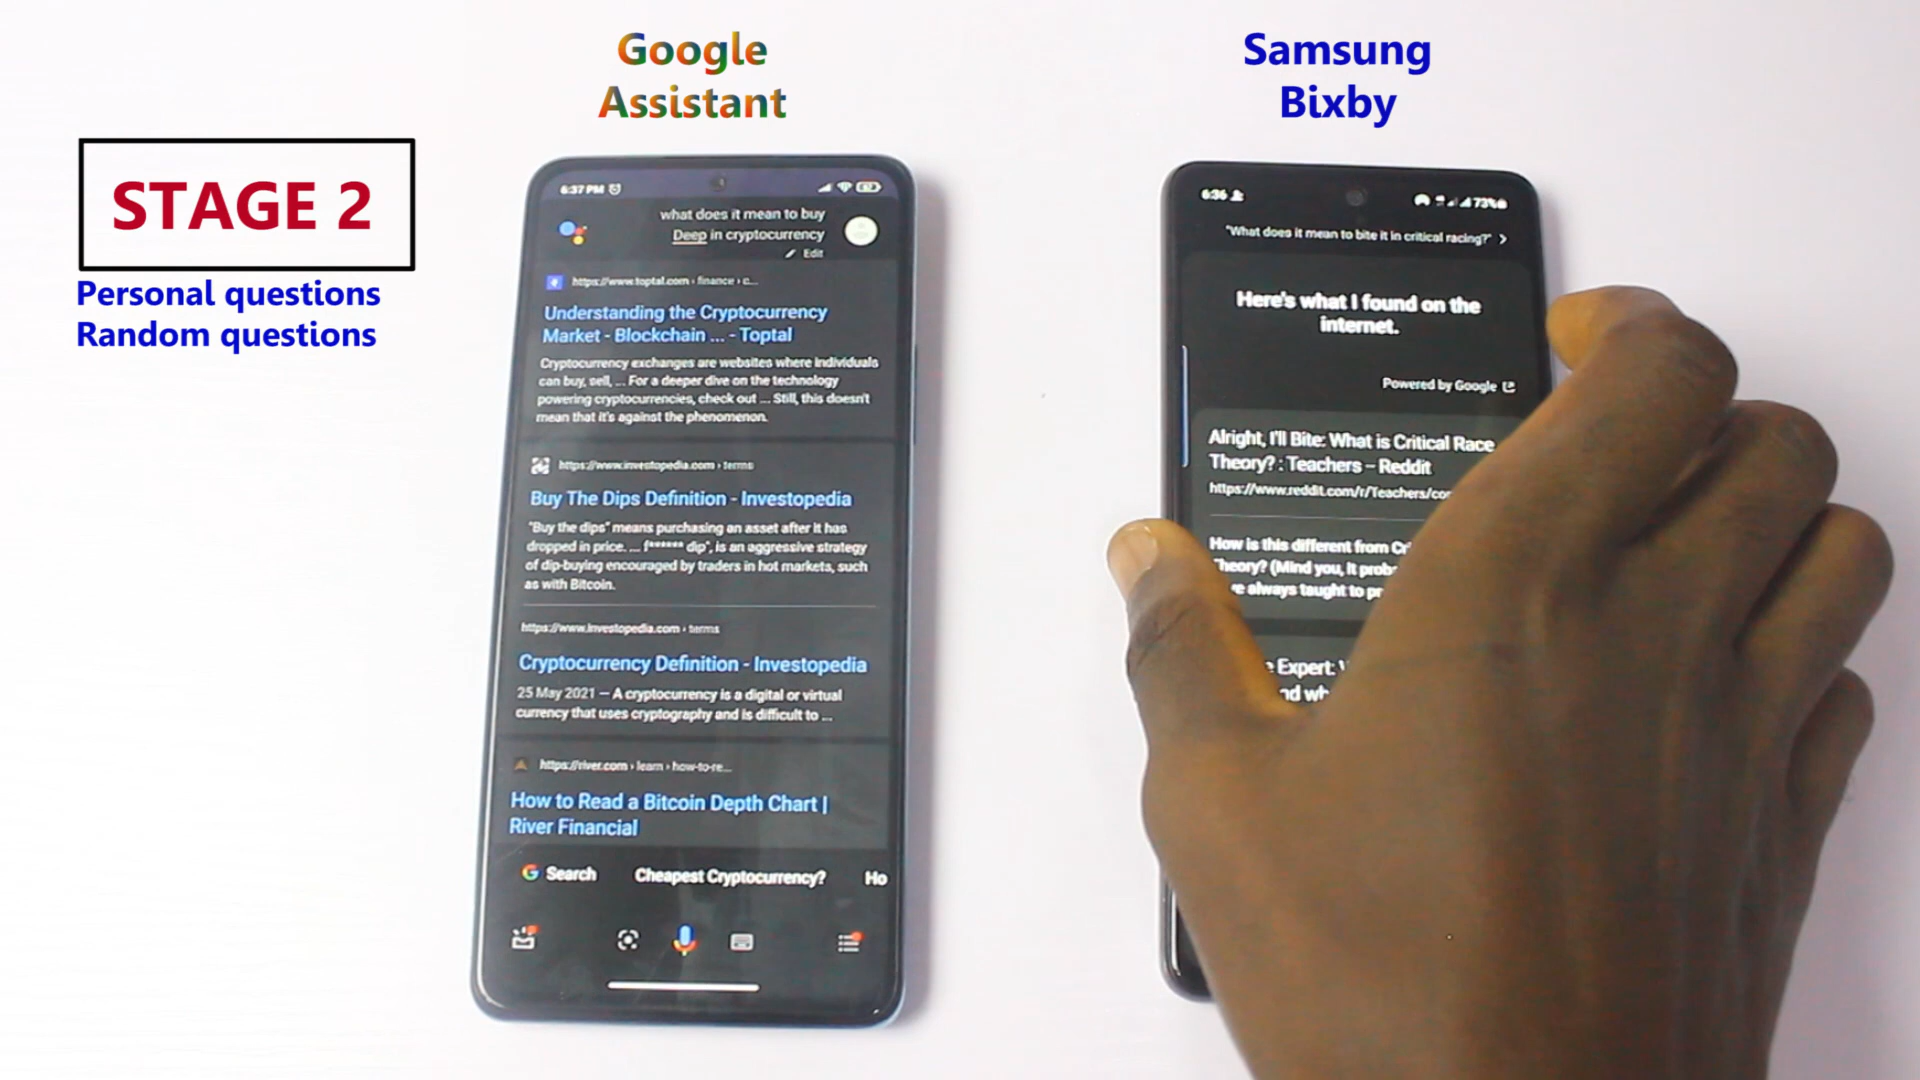 Google
Assistant
Samsung
Bixby
STAGE 2
Personal questions
Random questions
6:37 PM
what does it mean to buy
Deep in cryptocurrency
Edit
https://www.toptal.com › finance › c...
Understanding the Cryptocurrency
Market - Blockchain ... - Toptal
Cryptocurrency exchanges are websites where individuals
can buy, sell, ... For a deeper dive on the technology
powering cryptocurrencies, check out ... Still, this doesn't
mean that it's against the phenomenon.
https://www.investopedia.com › terms
Buy The Dips Definition - Investopedia
"Buy the dips" means purchasing an asset after it has
dropped in price. ... f****** dip", is an aggressive strategy
of dip-buying encouraged by traders in hot markets, such
as with Bitcoin.
https://www.investopedia.com › terms
Cryptocurrency Definition - Investopedia
25 May 2021 — A cryptocurrency is a digital or virtual
currency that uses cryptography and is difficult to ...
https://river.com › learn › how-to-re...
How to Read a Bitcoin Depth Chart |
River Financial
Search
Cheapest Cryptocurrency?
Ho
6:36
73%
"What does it mean to bite it in critical racing?"
Here's what I found on the
internet.
Powered by Google
Alright, I'll Bite: What is Critical Race
Theory? : Teachers – Reddit
https://www.reddit.com/r/Teachers/co
How is this different from Cr
Theory? (Mind you, it prob
ve always taught to pr
e Expert:
nd wh